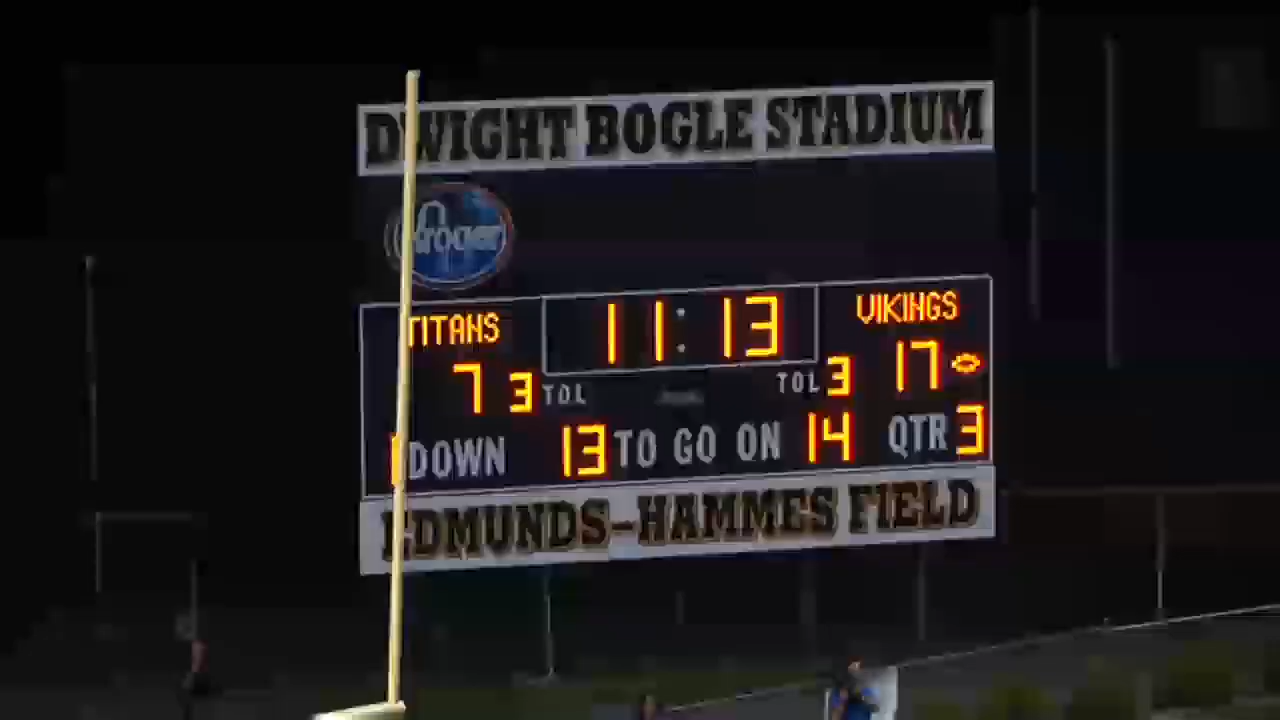 DWIGHT BOGLE STADIUM
Kroger
TITANS 11:13 VIKINGS
7 3 TOL TOL 3 17
DOWN 13 TO GO ON 14 QTR 3
EDMUNDS-HAMMES FIELD